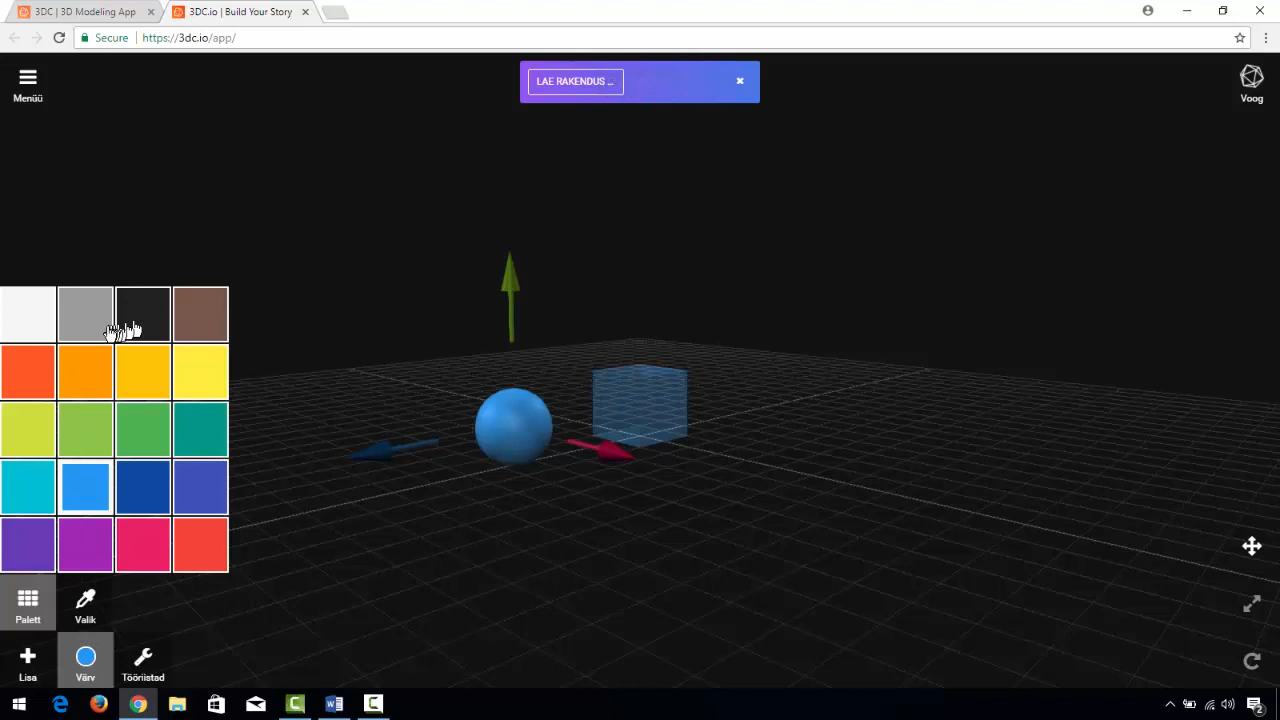 3DC | 3D Modeling App
3DC.io | Build Your Story
Secure
https://3dc.io/app/
Menüü
LAE RAKENDUS ...
Voog
Palett
Valik
Lisa
Värv
Tööriistad
2